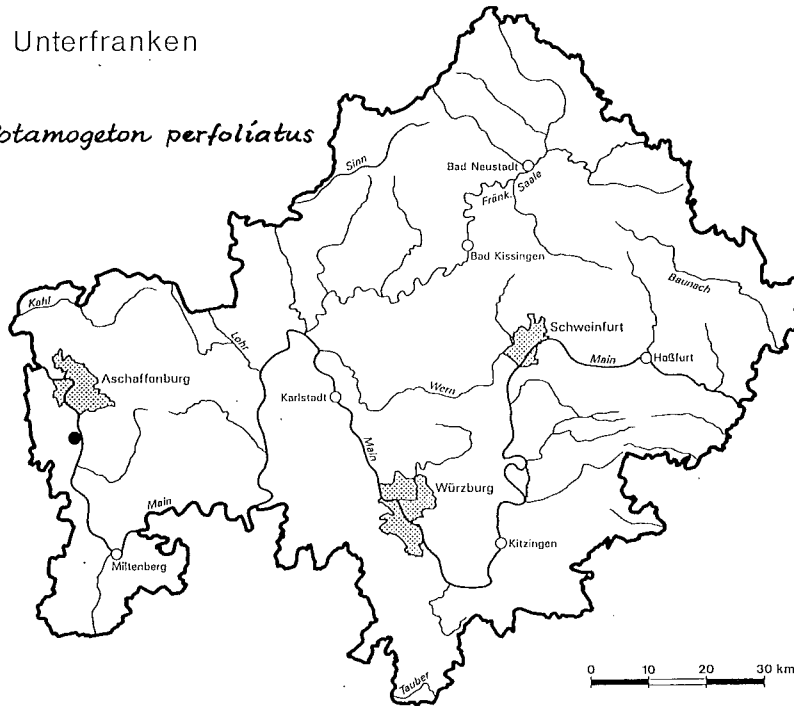 Unterfranken
Potamogeton perfoliatus
Sinn
Bad Neustadt
Fränk. Saale
Bad Kissingen
Baunach
Kahl
Lohr
Schweinfurt
Main
Haßfurt
Aschaffenburg
Wern
Karlstadt
Main
Würzburg
Main
Kitzingen
Miltenberg
Tauber
0 10 20 30 km